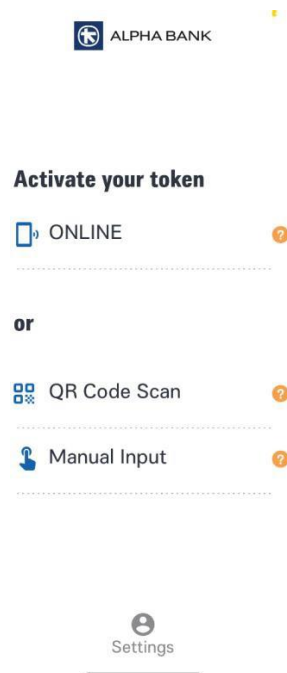 ALPHA BANK
Activate your token
ONLINE
?
or
QR Code Scan
?
Manual Input
?
Settings